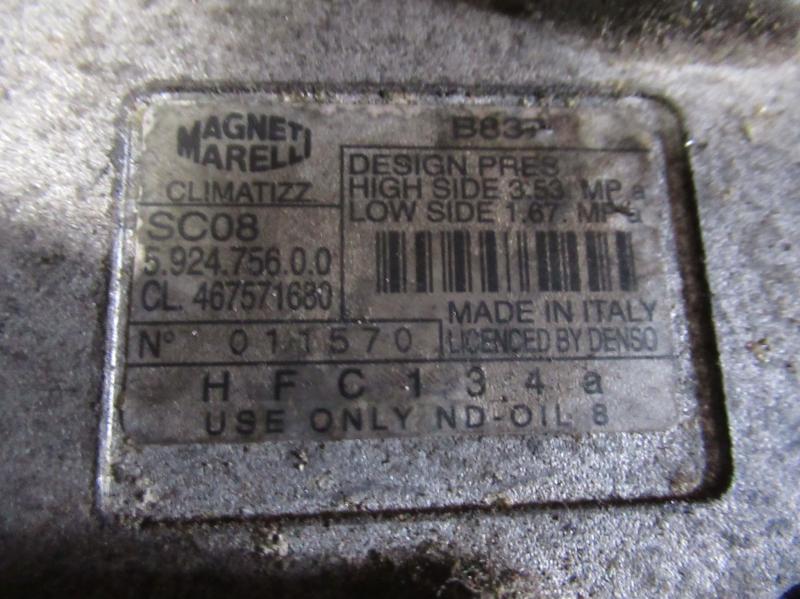 MAGNETI
MARELLI
CLIMATIZZ
SC08
5.924.756.0.0
CL. 467571680
DESIGN PRES
HIGH SIDE 3.53. MPa
LOW SIDE 1.67. MPa
MADE IN ITALY
LICENCED BY DENSO
N° 011570
HFC134a
USE ONLY ND-OIL 8